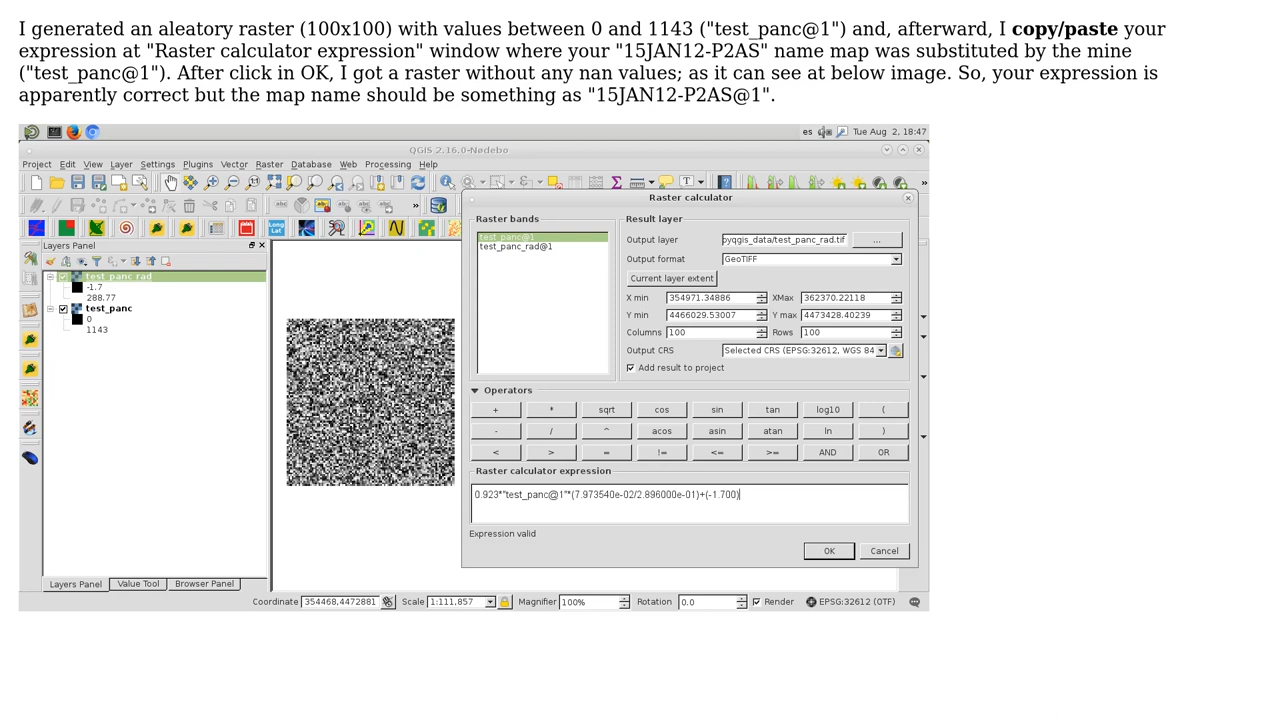 I generated an aleatory raster (100x100) with values between 0 and 1143 ("test_panc@1") and, afterward, I copy/paste your
expression at "Raster calculator expression" window where your "15JAN12-P2AS" name map was substituted by the mine
("test_panc@1"). After click in OK, I got a raster without any nan values; as it can see at below image. So, your expression is
apparently correct but the map name should be something as "15JAN12-P2AS@1".
es Tue Aug 2, 18:47
QGIS 2.16.0-Nødebo
Project Edit View Layer Settings Plugins Vector Raster Database Web Processing Help
Raster calculator
Raster bands
test_panc@1
test_panc_rad@1
Result layer
Output layer pyqgis_data/test_panc_rad.tif ...
Output format GeoTIFF
Current layer extent
X min 354971.34886 XMax 362370.22118
Y min 4466029.53007 Y max 4473428.40239
Columns 100 Rows 100
Output CRS Selected CRS (EPSG:32612, WGS 84
Add result to project
Operators
+ * sqrt cos sin tan log10 (
- / ^ acos asin atan ln )
< > = != <= >= AND OR
Raster calculator expression
0.923*"test_panc@1"*(7.973540e-02/2.896000e-01)+(-1.700)
Expression valid
OK Cancel
Layers Panel
test_panc_rad
-1.7
288.77
test_panc
0
1143
Layers Panel Value Tool Browser Panel
Coordinate 354468,4472881 Scale 1:111,857 Magnifier 100% Rotation 0.0 Render EPSG:32612 (OTF)